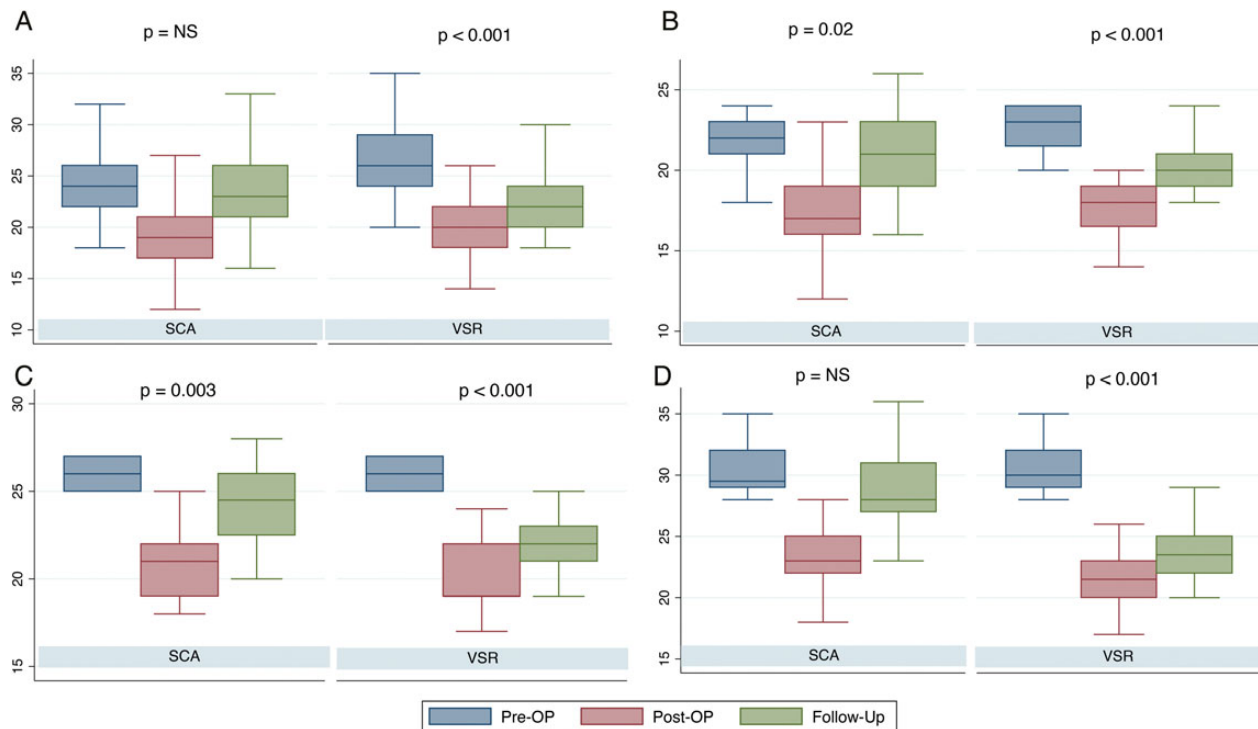 A
p = NS
p < 0.001
35
30
25
20
15
10
SCA
VSR
B
p = 0.02
p < 0.001
25
20
15
10
SCA
VSR
C
p = 0.003
p < 0.001
30
25
20
15
SCA
VSR
D
p = NS
p < 0.001
35
30
25
20
15
SCA
VSR
Pre-OP Post-OP Follow-Up